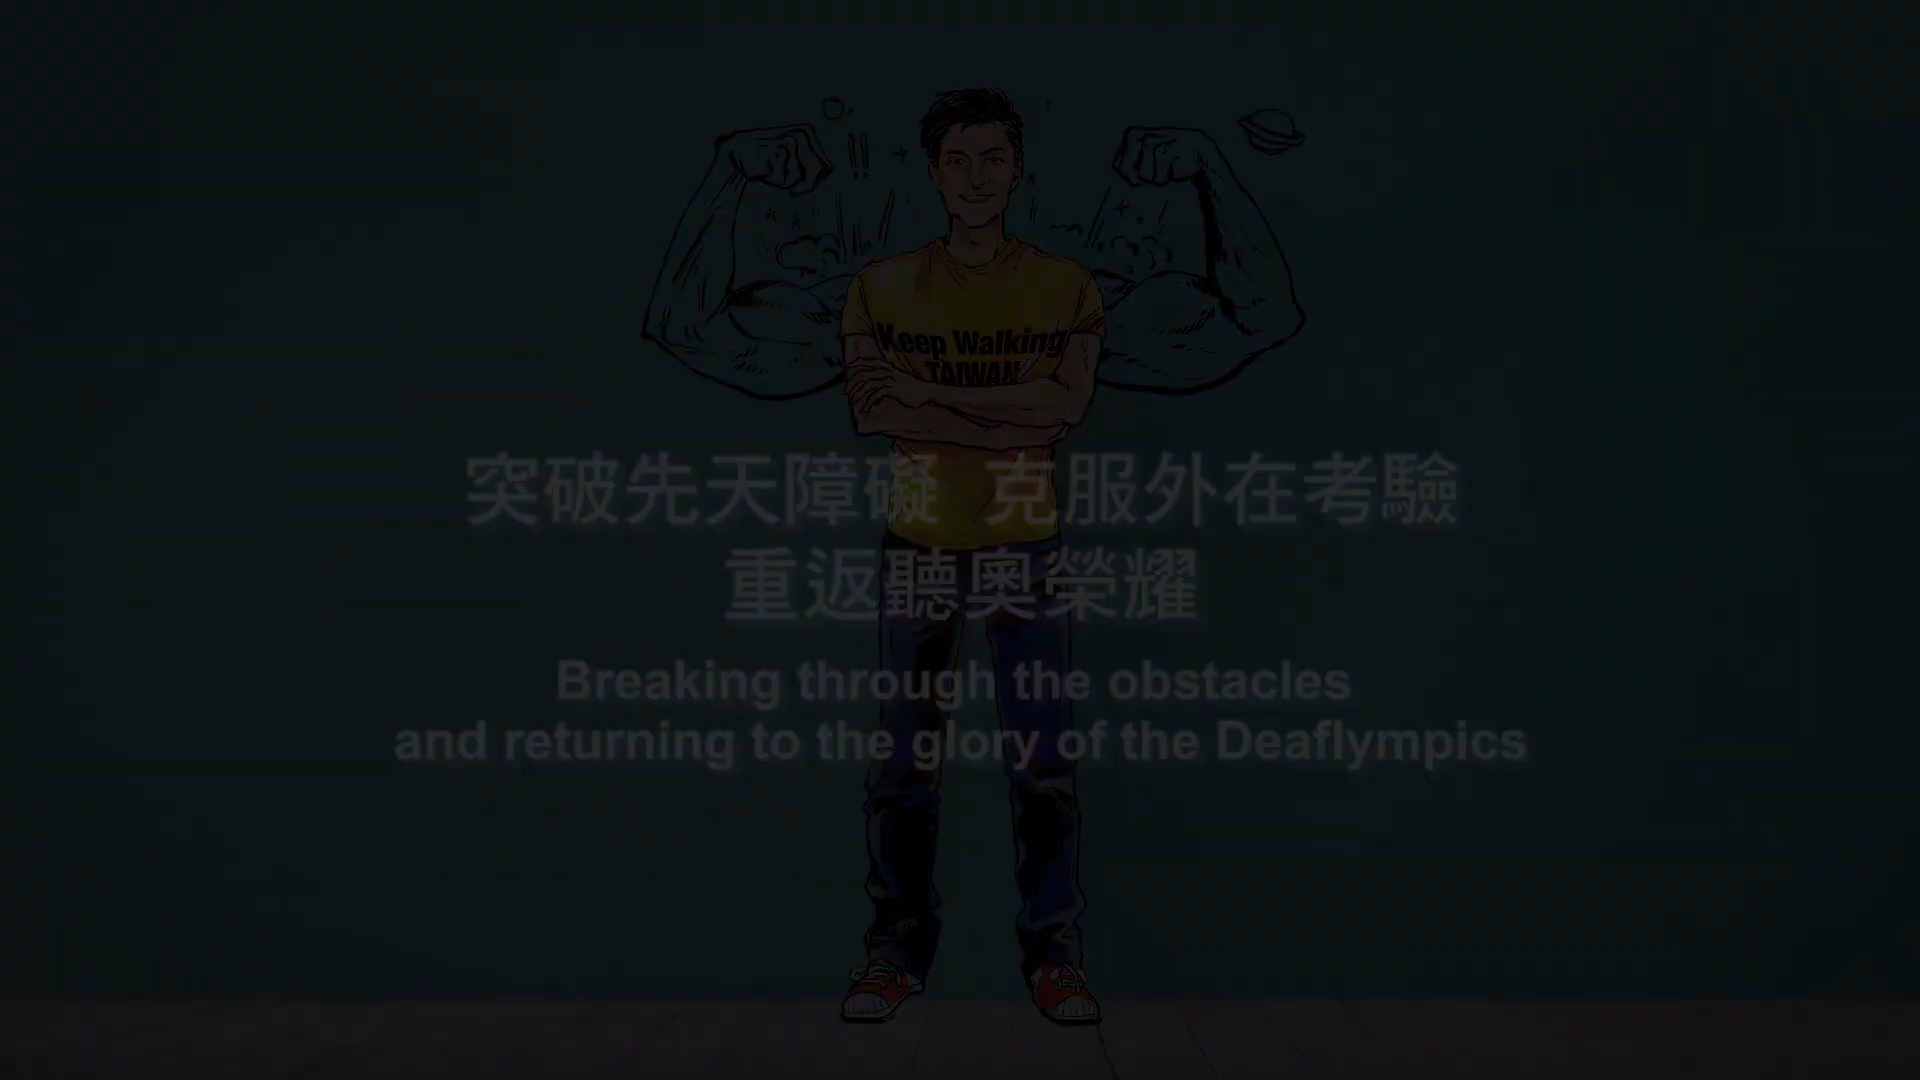 Keep Walking
TAIWAN
突破先天障礙 克服外在考驗
重返聽奧榮耀
Breaking through the obstacles
and returning to the glory of the Deaflympics